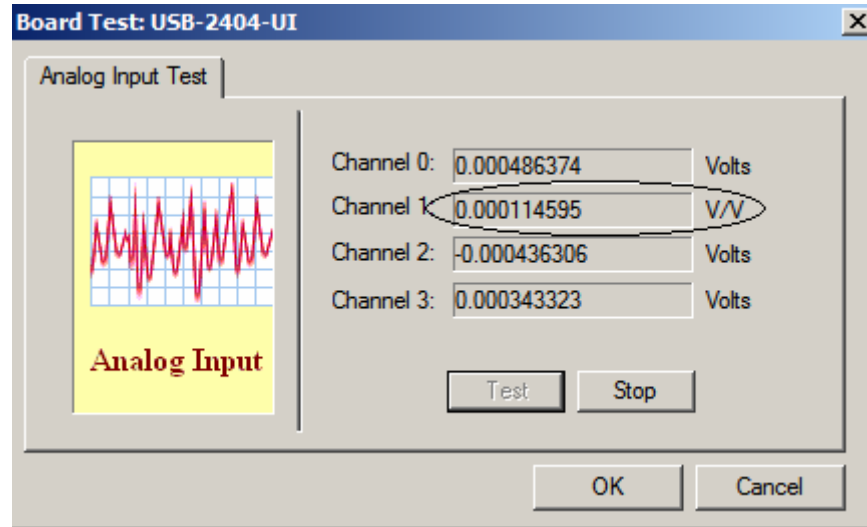 Board Test: USB-2404-UI
Analog Input Test
Channel 0: 0.000486374 Volts
Channel 1: 0.000114595 V/V
Channel 2: -0.000436306 Volts
Channel 3: 0.000343323 Volts
Analog Input
Test Stop
OK Cancel